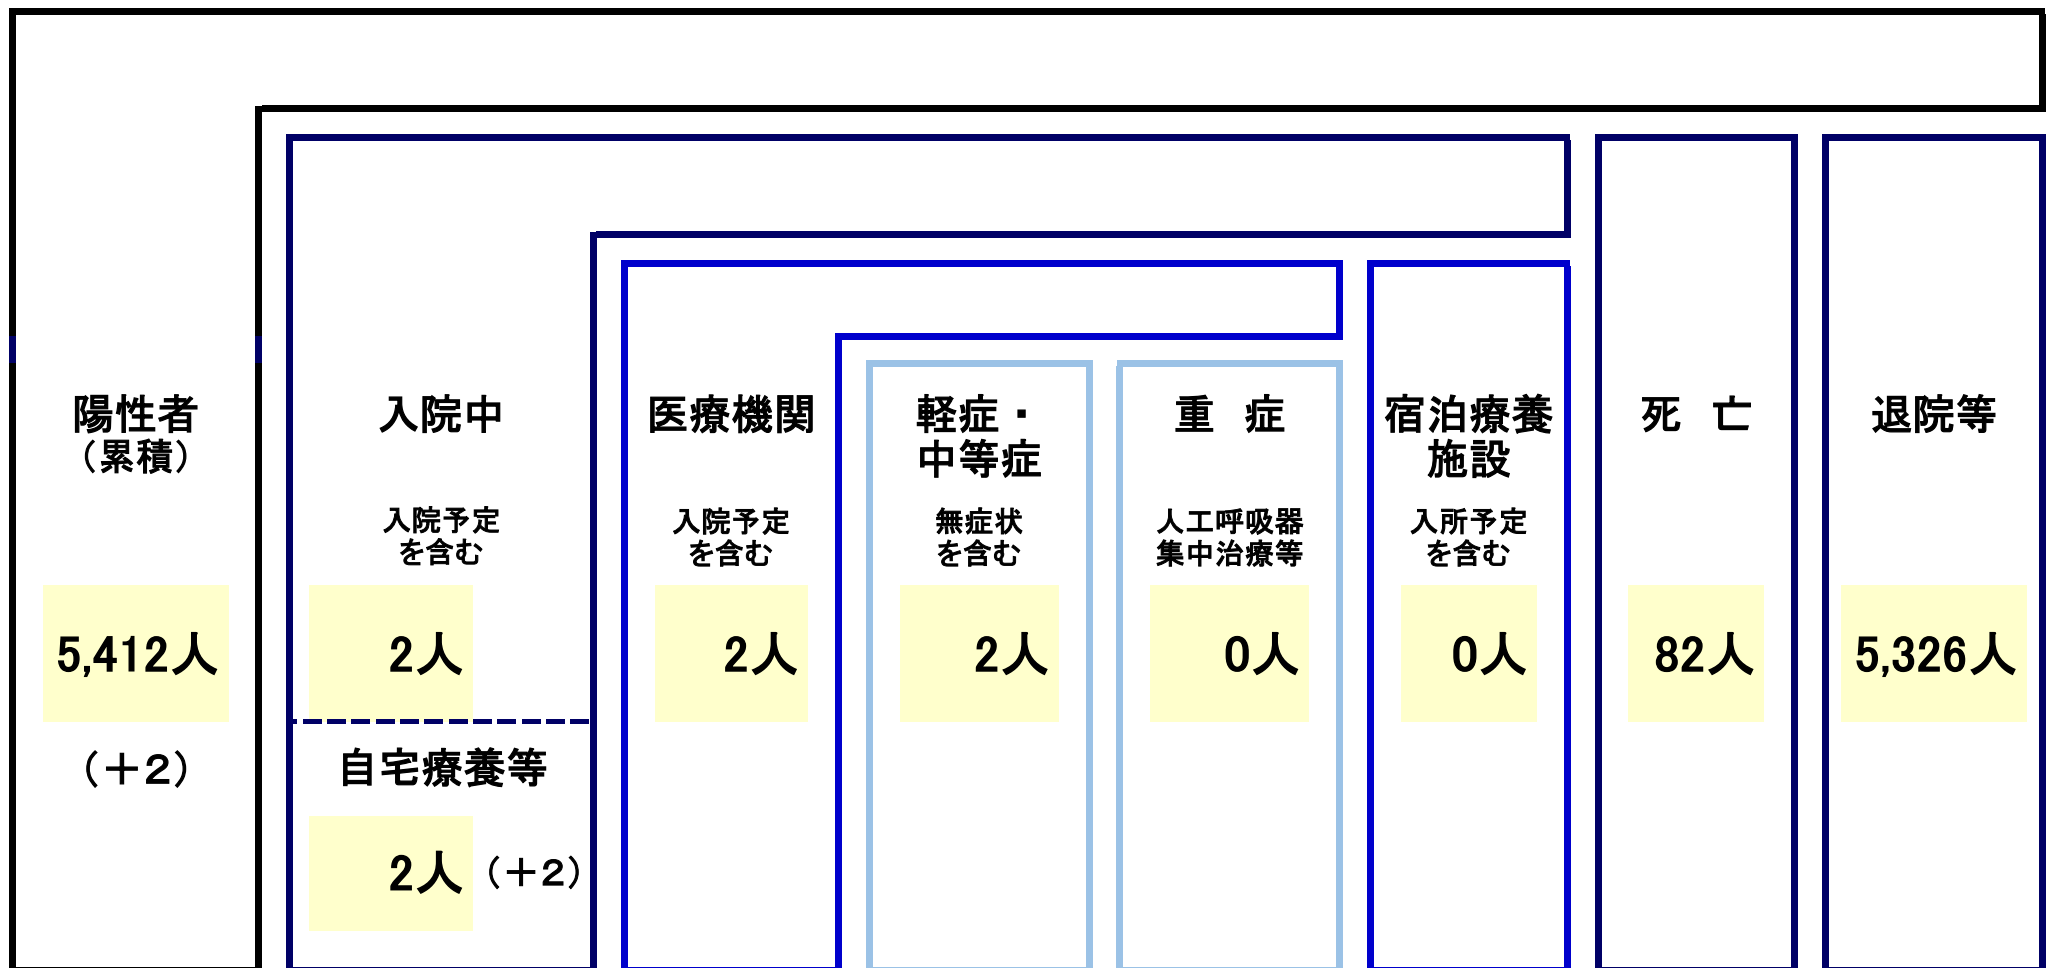 陽性者
（累積）
5,412人
（＋2）
入院中
入院予定
を含む
2人
自宅療養等
2人（＋2）
医療機関
入院予定
を含む
2人
軽症・
中等症
無症状
を含む
2人
重　症
人工呼吸器
集中治療等
0人
宿泊療養
施設
入所予定
を含む
0人
死　亡
82人
退院等
5,326人